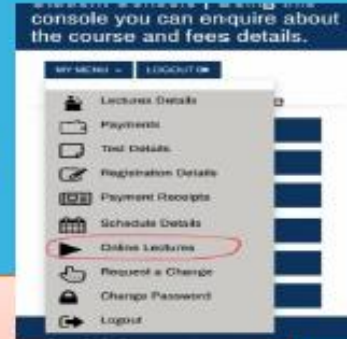 console you can enquire about
the course and fees details.
MY MENU
LOGOUT
Lectures Details
Payments
Test Details
Registration Details
Payment Receipts
Schedule Details
Online Lectures
Request a Change
Change Password
Logout